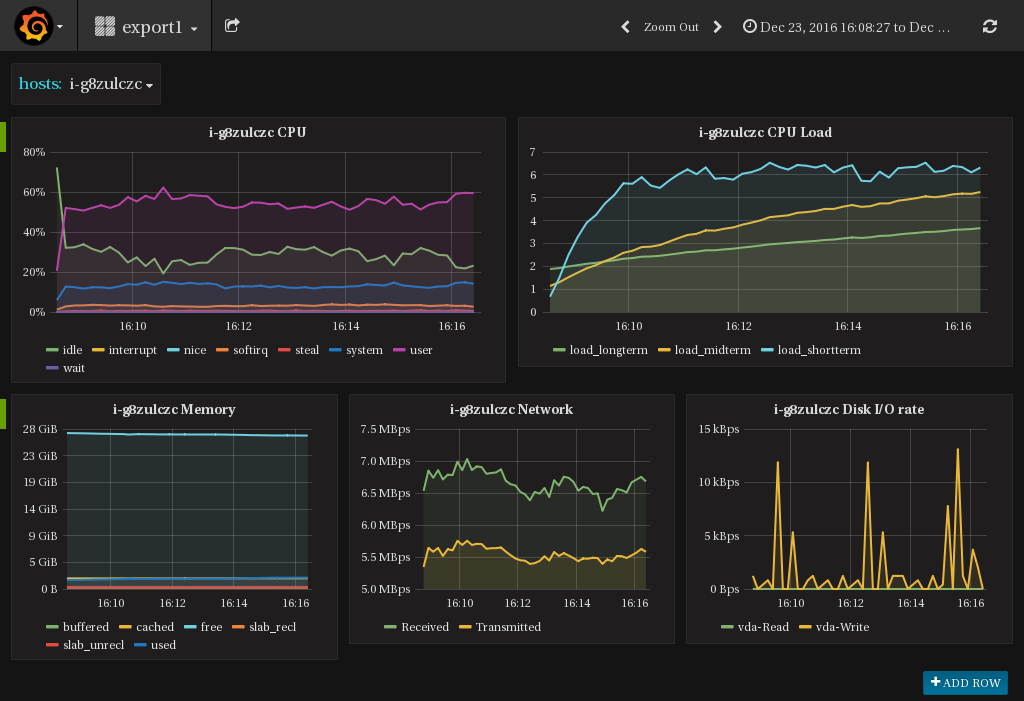 export1
Zoom Out
Dec 23, 2016 16:08:27 to Dec ...
hosts: i-g8zulczc
i-g8zulczc CPU
80%
60%
40%
20%
0%
16:10 16:12 16:14 16:16
idle interrupt nice softirq steal system user
wait
i-g8zulczc CPU Load
7
6
5
4
3
2
1
0
16:10 16:12 16:14 16:16
load_longterm load_midterm load_shortterm
i-g8zulczc Memory
28 GiB
23 GiB
19 GiB
14 GiB
9 GiB
5 GiB
0 B
16:10 16:12 16:14 16:16
buffered cached free slab_recl
slab_unrecl used
i-g8zulczc Network
7.5 MBps
7.0 MBps
6.5 MBps
6.0 MBps
5.5 MBps
5.0 MBps
16:10 16:12 16:14 16:16
Received Transmitted
i-g8zulczc Disk I/O rate
15 kBps
10 kBps
5 kBps
0 Bps
16:10 16:12 16:14 16:16
vda-Read vda-Write
ADD ROW